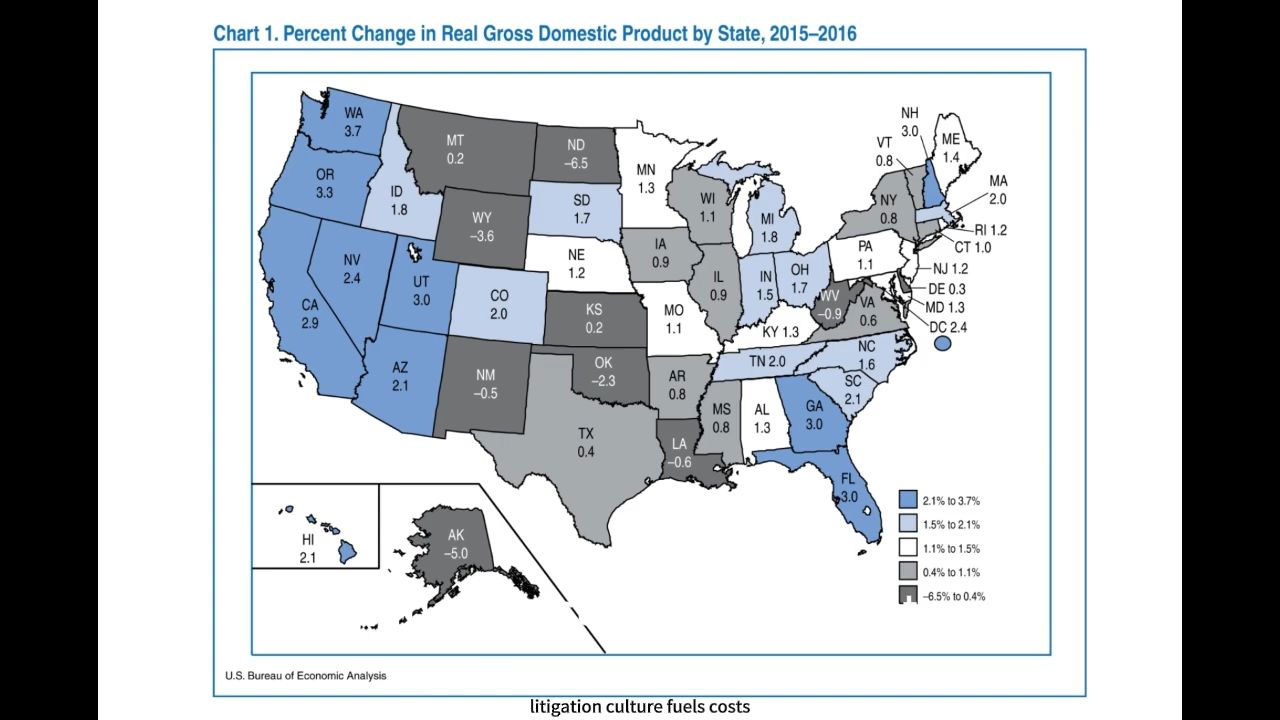 Chart 1. Percent Change in Real Gross Domestic Product by State, 2015–2016
WA
3.7
MT
0.2
ND
–6.5
MN
1.3
OR
3.3
ID
1.8
SD
1.7
WY
–3.6
WI
1.1
MI
1.8
NY
0.8
VT
0.8
NH
3.0
ME
1.4
MA
2.0
RI 1.2
CT 1.0
NJ 1.2
DE 0.3
MD 1.3
DC 2.4
PA
1.1
NV
2.4
UT
3.0
CO
2.0
NE
1.2
IA
0.9
IL
0.9
IN
1.5
OH
1.7
WV
–0.9
VA
0.6
CA
2.9
KS
0.2
MO
1.1
KY 1.3
NC
1.6
TN 2.0
SC
2.1
AZ
2.1
NM
–0.5
OK
–2.3
AR
0.8
MS
0.8
AL
1.3
GA
3.0
TX
0.4
LA
–0.6
FL
3.0
HI
2.1
AK
–5.0
2.1% to 3.7%
1.5% to 2.1%
1.1% to 1.5%
0.4% to 1.1%
–6.5% to 0.4%
U.S. Bureau of Economic Analysis
litigation culture fuels costs